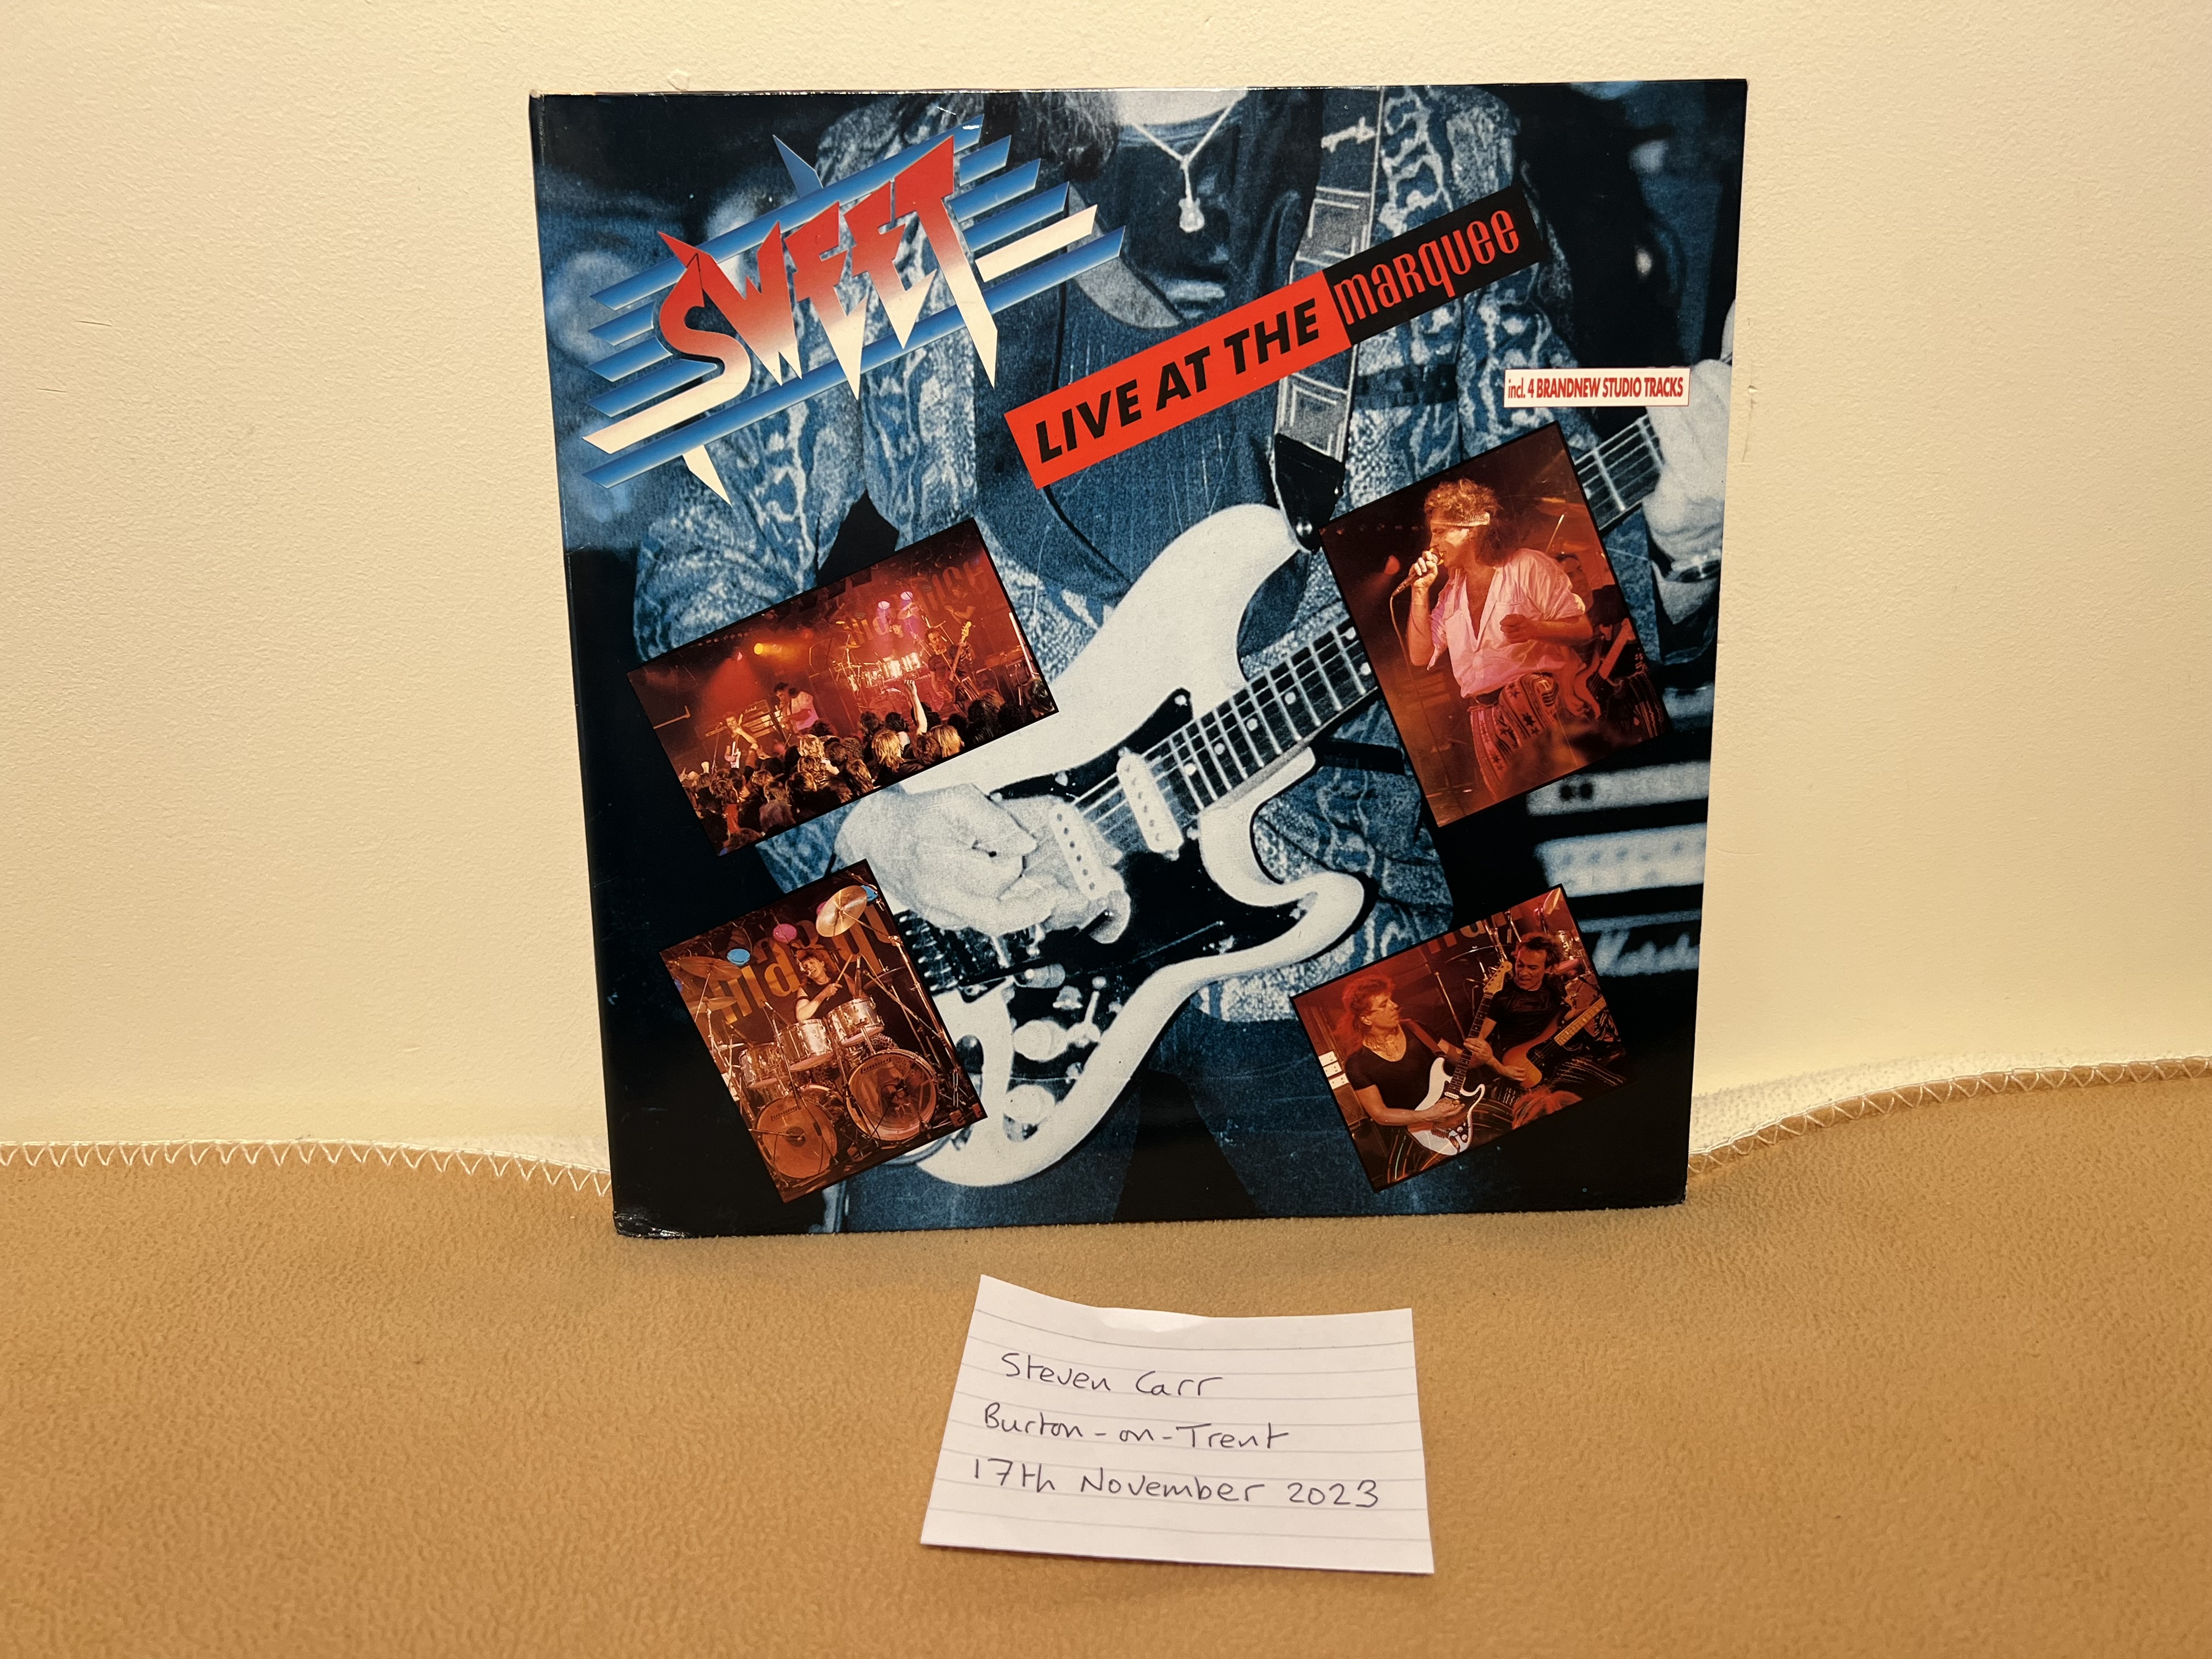 SWEET
LIVE AT THE marquee
incl. 4 BRANDNEW STUDIO TRACKS
Steven Carr
Burton-on-Trent
17th November 2023